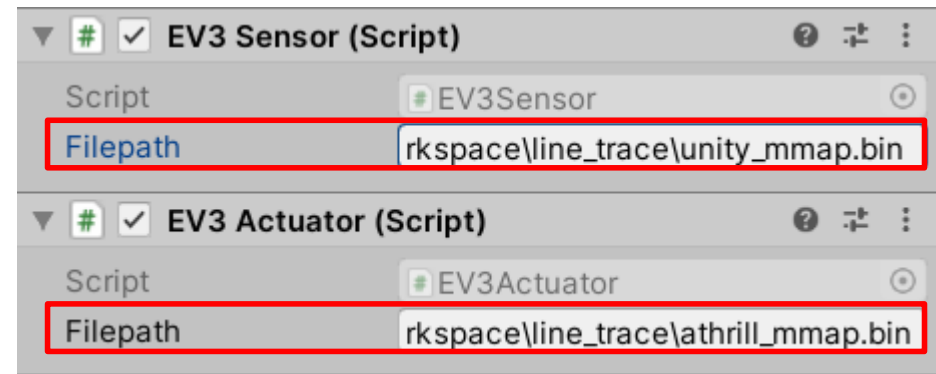 EV3 Sensor (Script)
Script EV3Sensor
Filepath rkspace\line_trace\unity_mmap.bin
EV3 Actuator (Script)
Script EV3Actuator
Filepath rkspace\line_trace\athrill_mmap.bin